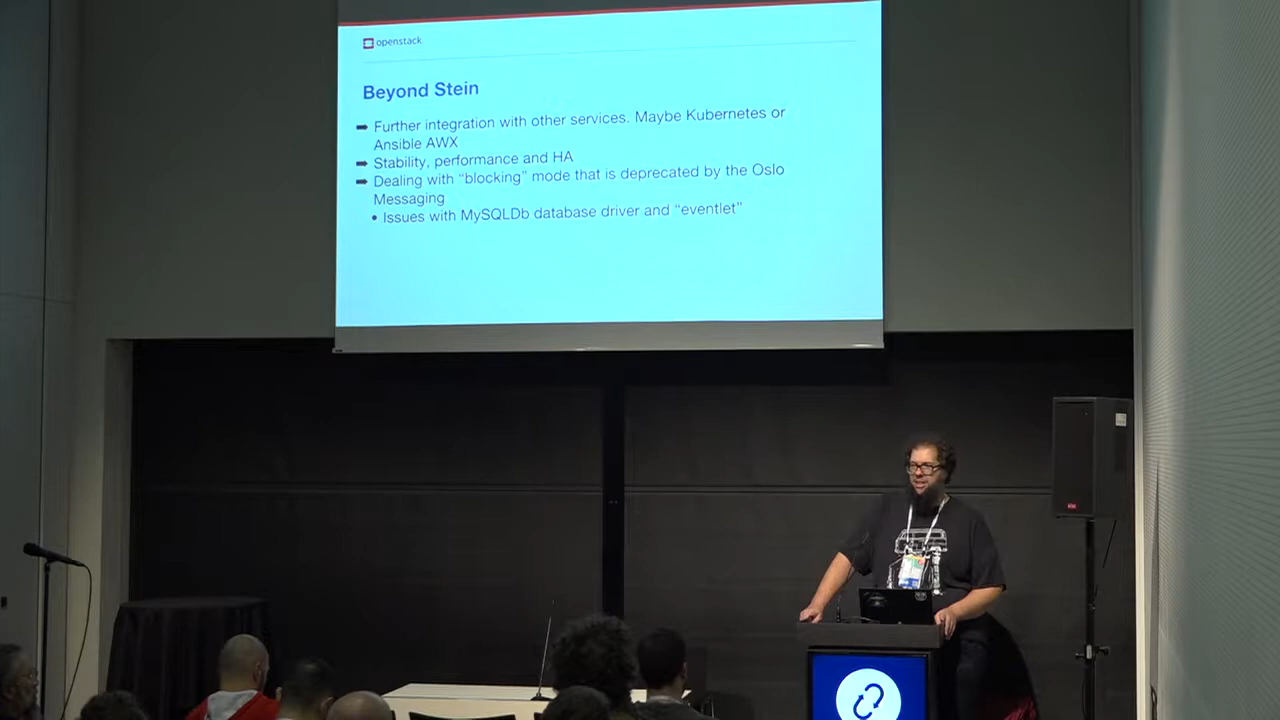 openstack
Beyond Stein
Further integration with other services. Maybe Kubernetes or
Ansible AWX
Stability, performance and HA
Dealing with “blocking” mode that is deprecated by the Oslo
Messaging
Issues with MySQLDb database driver and “eventlet”